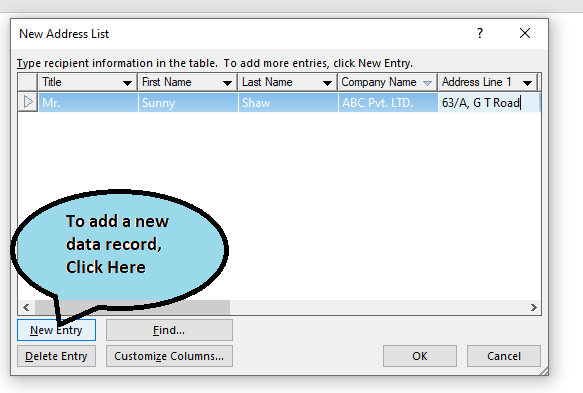 New Address List
Type recipient information in the table. To add more entries, click New Entry.
Title First Name Last Name Company Name Address Line 1
Mr. Sunny Shaw ABC Pvt. LTD. 63/A, G T Road
To add a new
data record,
Click Here
New Entry Find...
Delete Entry Customize Columns... OK Cancel